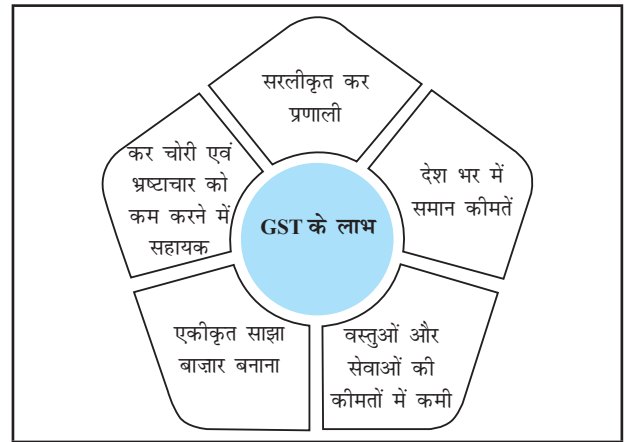 सरलीकृत कर
प्रणाली
देश भर में
समान कीमतें
वस्तुओं और
सेवाओं की
कीमतों में कमी
एकीकृत साझा
बाज़ार बनाना
कर चोरी एवं
भ्रष्टाचार को
कम करने में
सहायक
GST के लाभ